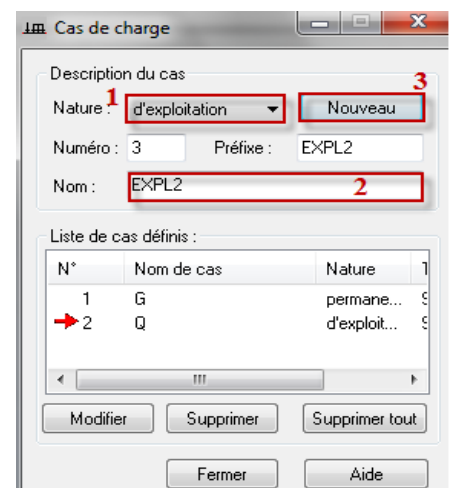 Cas de charge
Description du cas
Nature : 1 d'exploitation Nouveau 3
Numéro : 3 Préfixe : EXPL2
Nom : EXPL2 2
Liste de cas définis :
N° Nom de cas Nature
1 G permane... S
2 Q d'exploit... S
Modifier Supprimer Supprimer tout
Fermer Aide